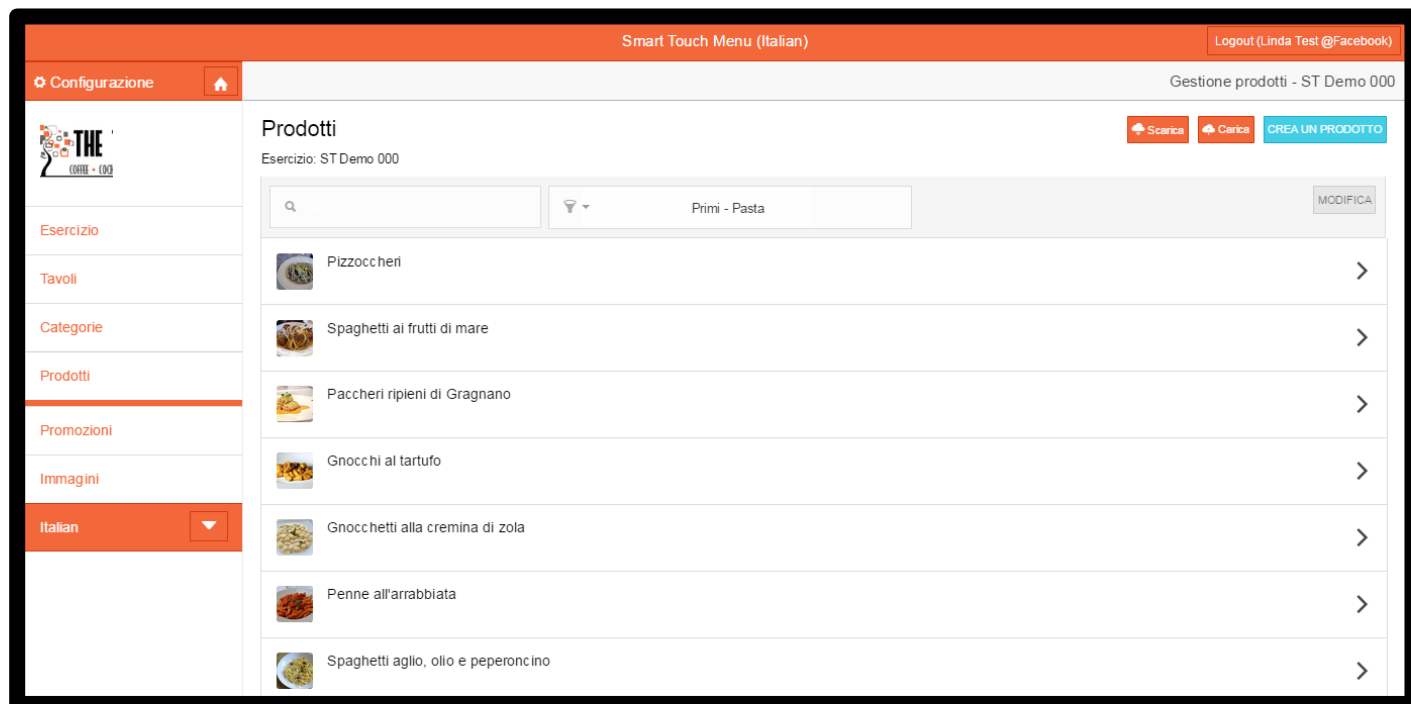 Smart Touch Menu (Italian)
Logout (Linda Test @Facebook)
Configurazione
Gestione prodotti - ST Demo 000
THE
COFFEE
Prodotti
Scarica
Carica
CREA UN PRODOTTO
Esercizio: ST Demo 000
Primi - Pasta
MODIFICA
Esercizio
Tavoli
Categorie
Prodotti
Promozioni
Immagini
Italian
Pizzoccheri
Spaghetti ai frutti di mare
Paccheri ripieni di Gragnano
Gnocchi al tartufo
Gnocchetti alla cremina di zola
Penne all'arrabbiata
Spaghetti aglio, olio e peperoncino